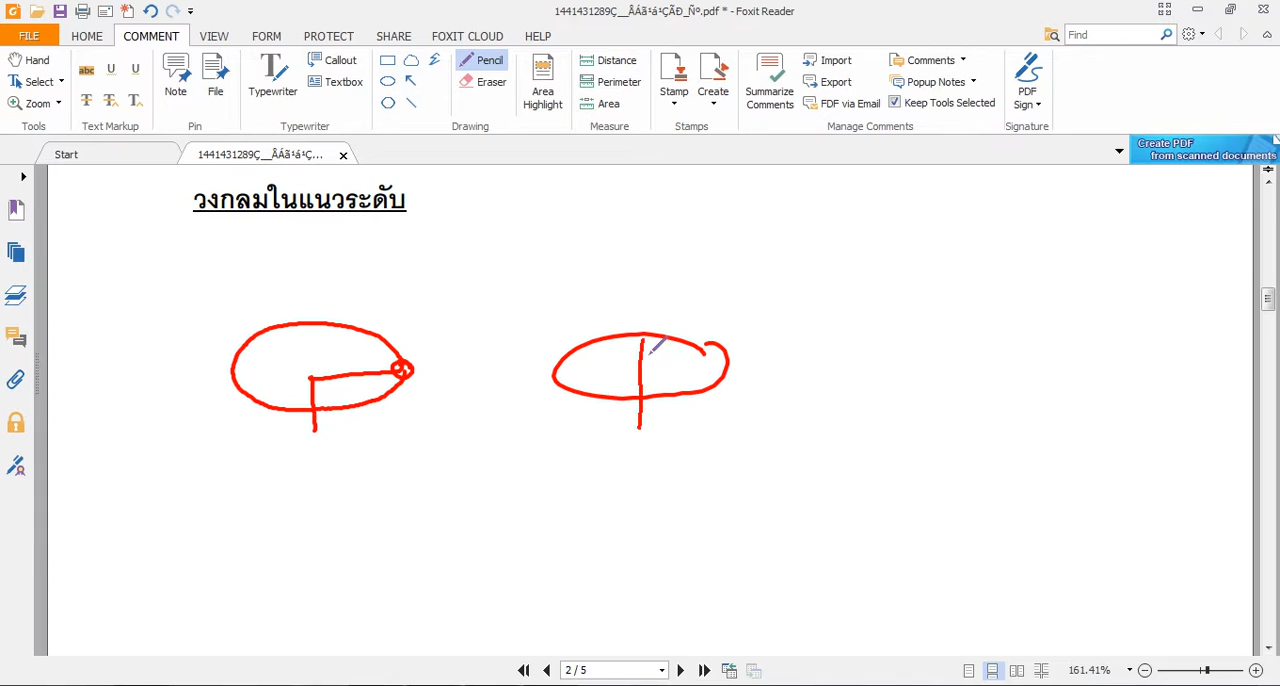 1441431289Ç__ÂÁã¹á¹ÇÃÐ_Ñº.pdf * - Foxit Reader
FILE HOME COMMENT VIEW FORM PROTECT SHARE FOXIT CLOUD HELP
Find
Hand
Select
Zoom
Tools
abc U U
T T T
Text Markup
Note
File
Pin
Typewriter
Callout
Textbox
Typewriter
Pencil
Eraser
Drawing
Area
Highlight
Distance
Perimeter
Area
Measure
Stamp
Create
Stamps
Summarize
Comments
Import
Export
FDF via Email
Comments
Popup Notes
Keep Tools Selected
Manage Comments
PDF
Sign
Signature
Start
1441431289Ç__ÂÁã¹á¹Ç...
Create PDF
from scanned documents
วงกลมในแนวระดับ
2 / 5
161.41%